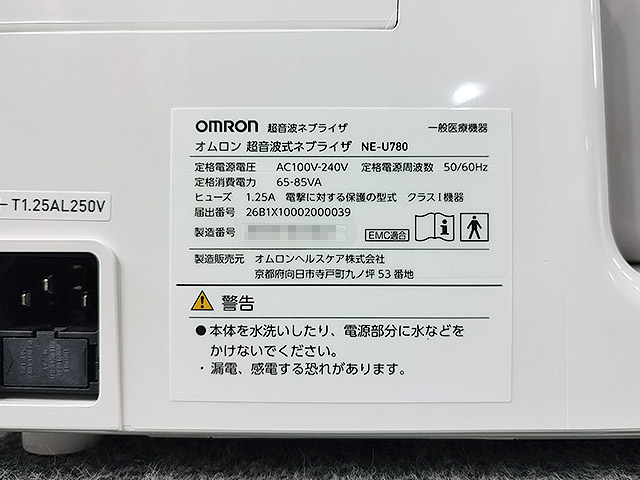 OMRON 超音波ネブライザ 一般医療機器
オムロン 超音波式ネブライザ NE-U780
定格電源電圧 AC100V-240V 定格電源周波数 50/60Hz
定格消費電力 65-85VA
ヒューズ 1.25A 電撃に対する保護の型式 クラスⅠ機器
届出番号 26B1X10002000039
製造番号 EMC適合
製造販売元 オムロンヘルスケア株式会社
京都府向日市寺戸町九ノ坪 53 番地
警告
●本体を水洗いしたり、電源部分に水などを
かけないでください。
・漏電、感電する恐れがあります。
T1.25AL250V